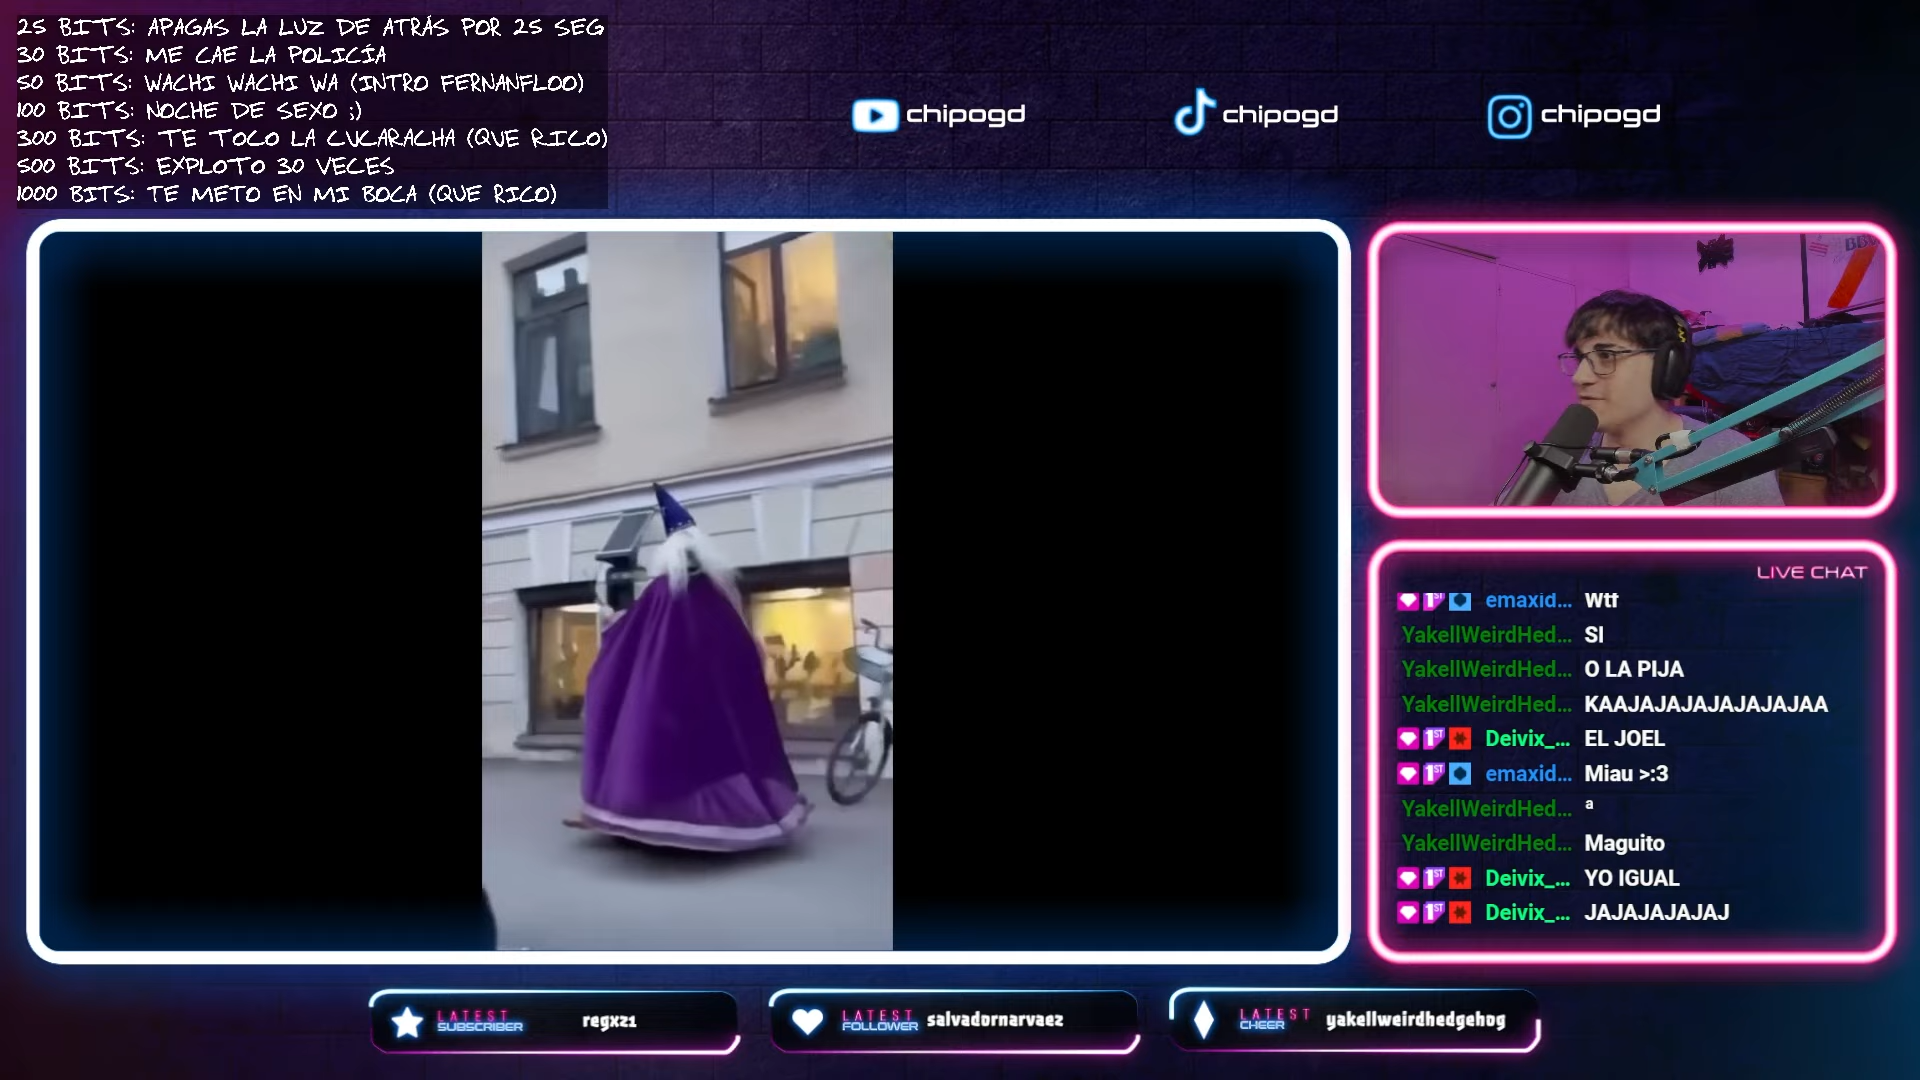 25 BITS: APAGAS LA LUZ DE ATRÁS POR 25 SEG
30 BITS: ME CAE LA POLICÍA
50 BITS: WACHI WACHI WA (INTRO FERNANFLOO)
100 BITS: NOCHE DE SEXO ;)
300 BITS: TE TOCO LA CUCARACHA (QUE RICO)
500 BITS: EXPLOTO 30 VECES
1000 BITS: TE METO EN MI BOCA (QUE RICO)
chipogd
chipogd
chipogd
BB
LIVE CHAT
emaxid... Wtf
YakellWeirdHed... SI
YakellWeirdHed... O LA PIJA
YakellWeirdHed... KAAJAJAJAJAJAJAJAA
Deivix_... EL JOEL
emaxid... Miau >:3
YakellWeirdHed... ª
YakellWeirdHed... Maguito
Deivix_... YO IGUAL
Deivix_... JAJAJAJAJAJ
LATEST SUBSCRIBER regxz1
LATEST FOLLOWER salvadornarvaez
LATEST CHEER yakellweirdhedgehog